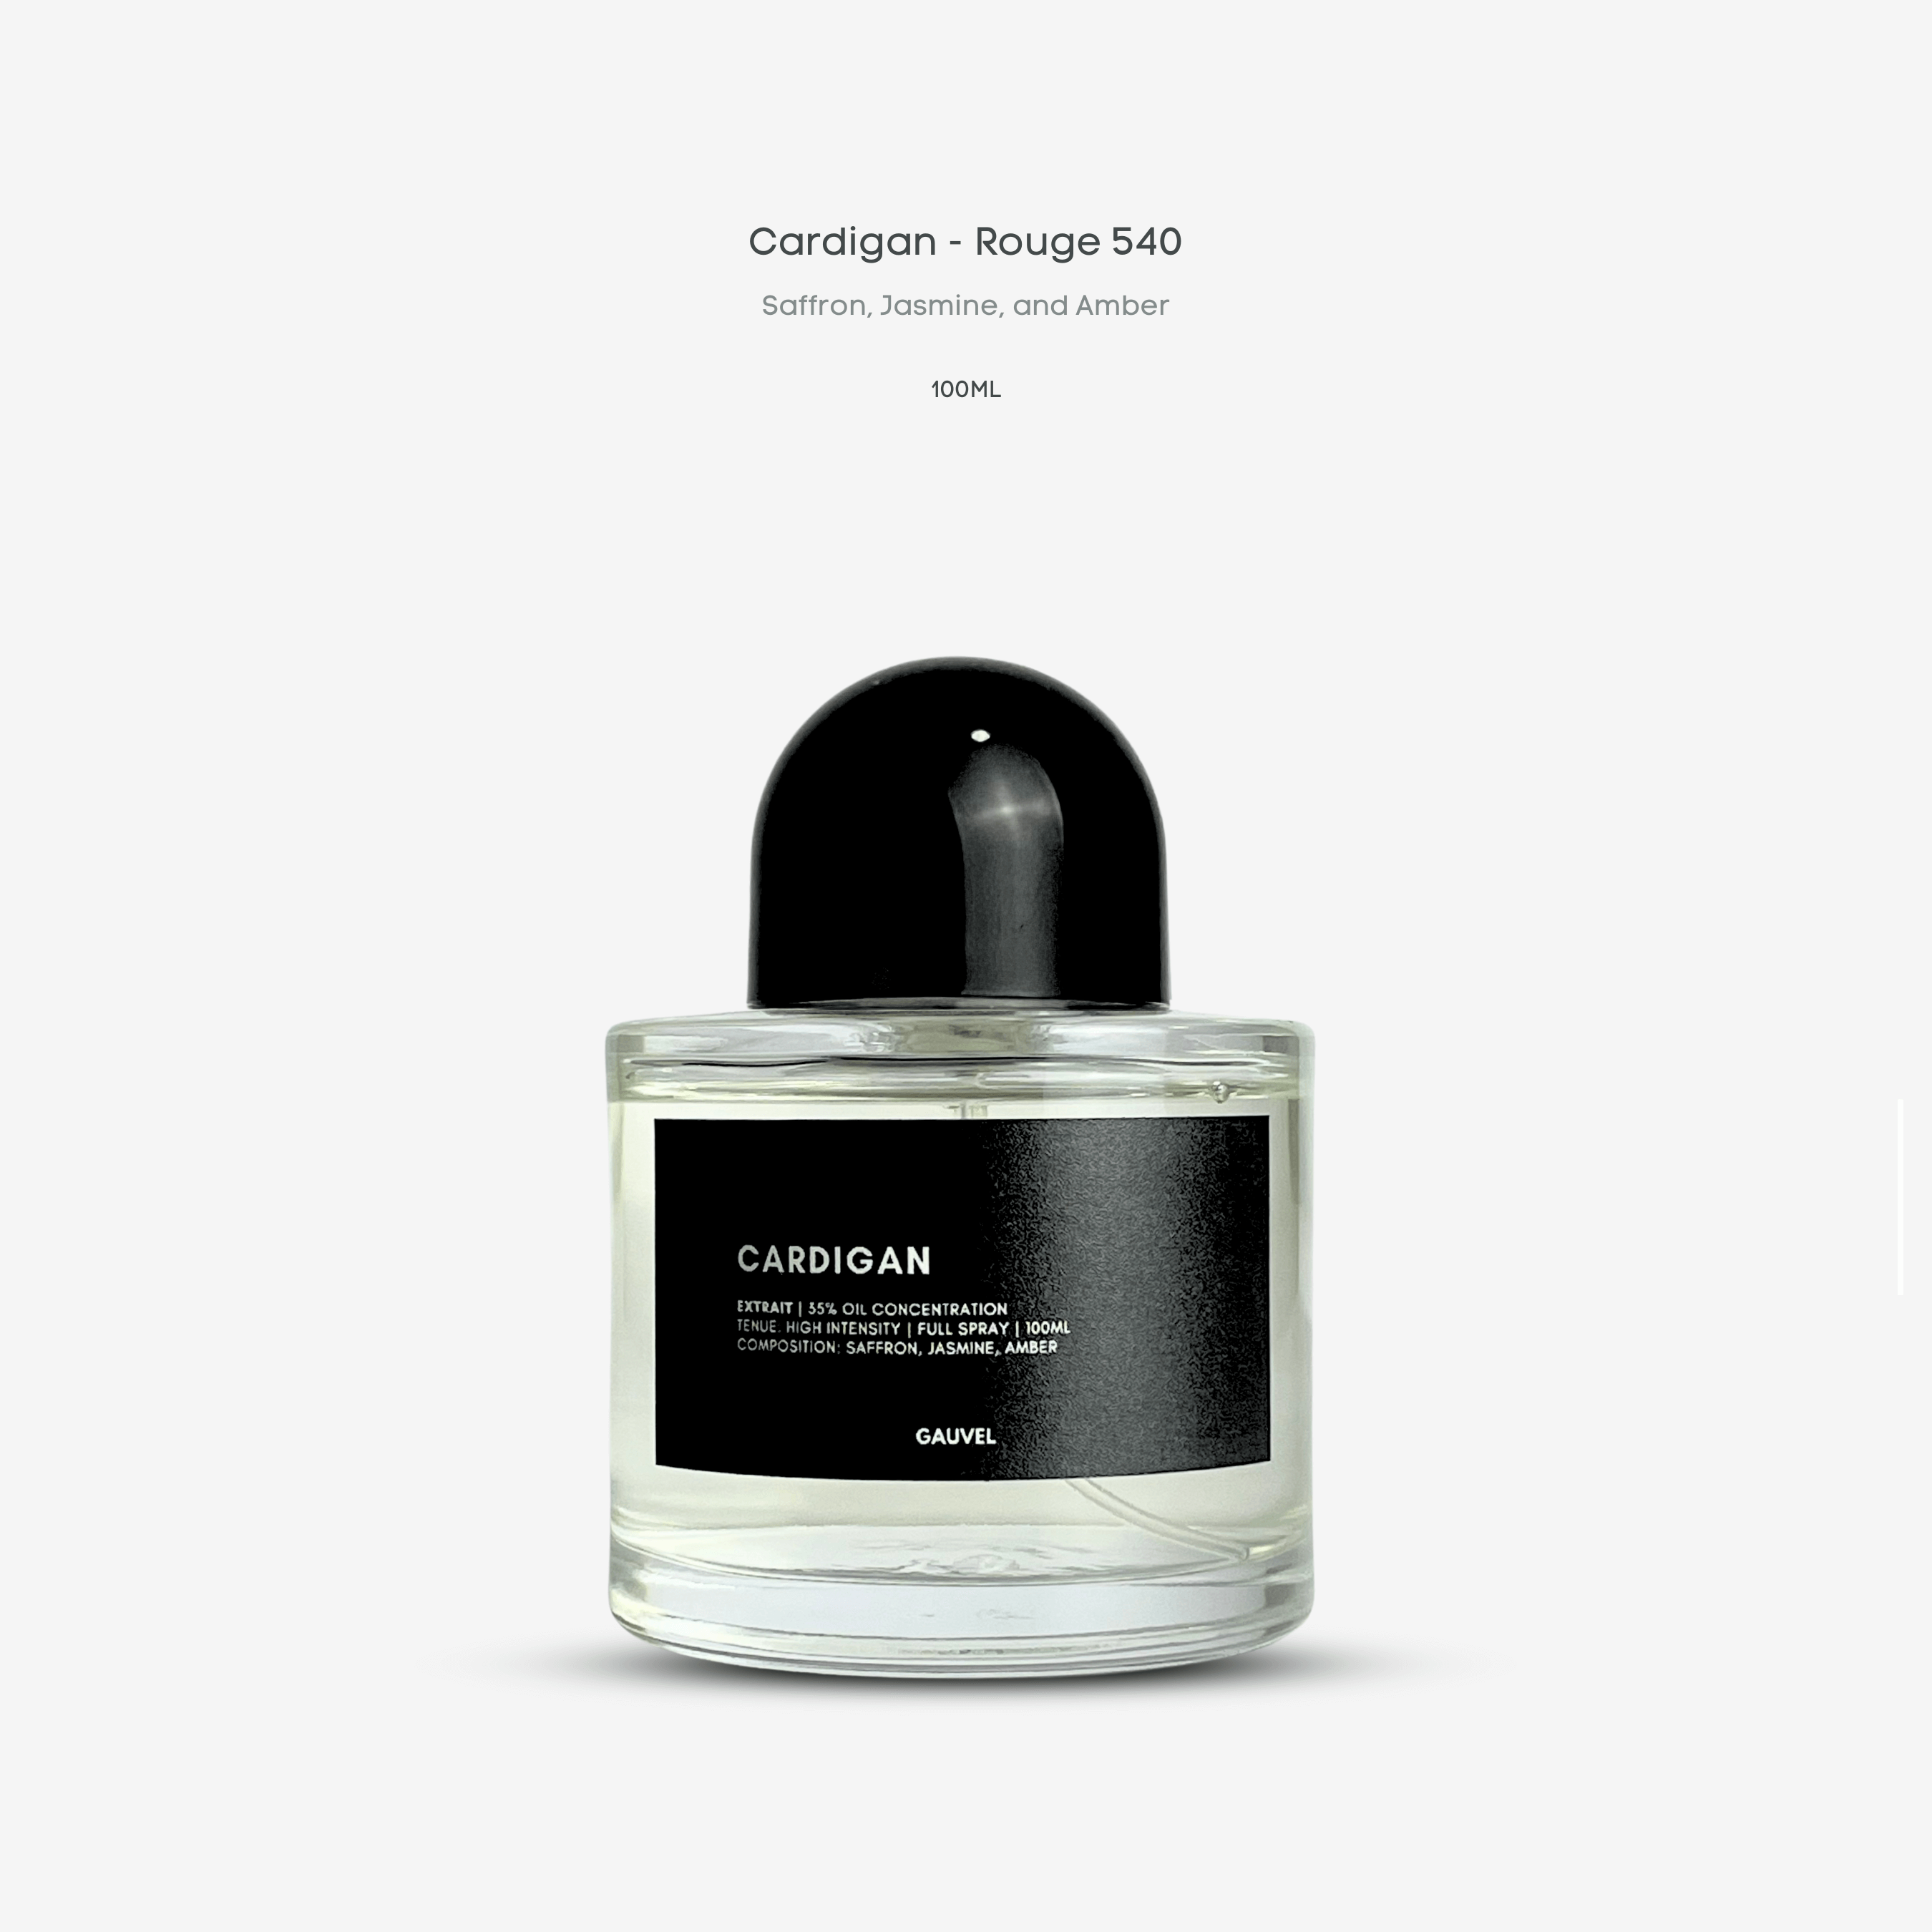 Cardigan - Rouge 540
Saffron, Jasmine, and Amber
100ML
CARDIGAN
EXTRAIT | 35% OIL CONCENTRATION
TENUE: HIGH INTENSITY | FULL SPRAY | 100ML
COMPOSITION: SAFFRON, JASMINE, AMBER
GAUVEL